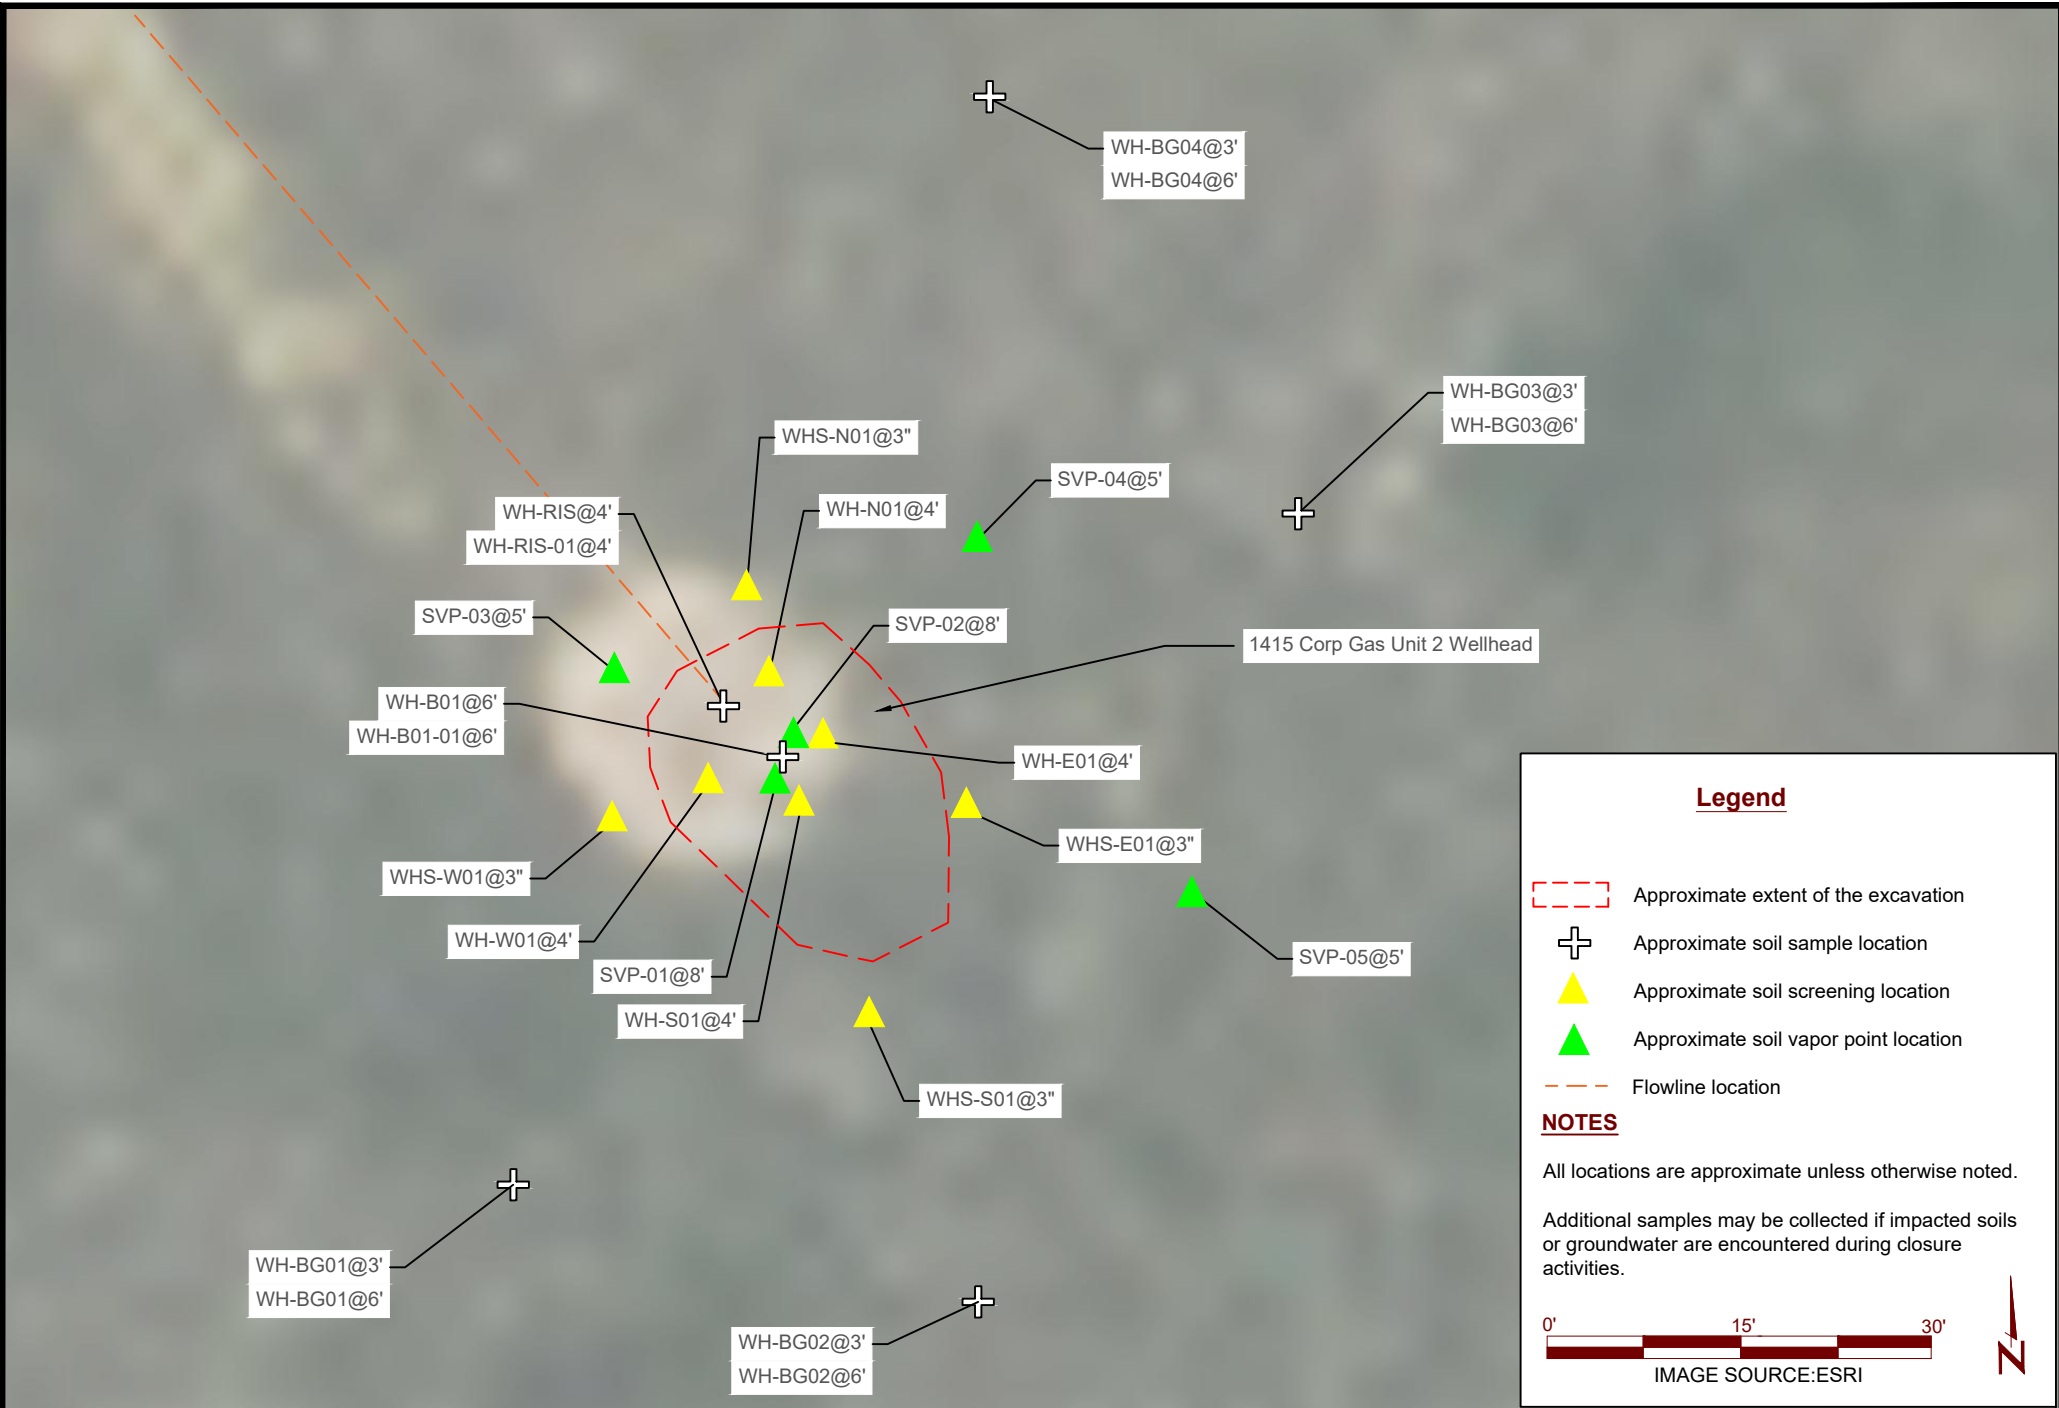 WH-BG04@3'
WH-BG04@6'
WH-BG03@3'
WH-BG03@6'
WHS-N01@3"
SVP-04@5'
WH-RIS@4'
WH-RIS-01@4'
WH-N01@4'
SVP-03@5'
SVP-02@8'
1415 Corp Gas Unit 2 Wellhead
WH-B01@6'
WH-B01-01@6'
WH-E01@4'
WHS-E01@3"
WHS-W01@3"
WH-W01@4'
SVP-01@8'
WH-S01@4'
SVP-05@5'
WHS-S01@3"
WH-BG01@3'
WH-BG01@6'
WH-BG02@3'
WH-BG02@6'
Legend
Approximate extent of the excavation
Approximate soil sample location
Approximate soil screening location
Approximate soil vapor point location
Flowline location
NOTES
All locations are approximate unless otherwise noted.
Additional samples may be collected if impacted soils
or groundwater are encountered during closure
activities.
0' 15' 30'
IMAGE SOURCE:ESRI
N